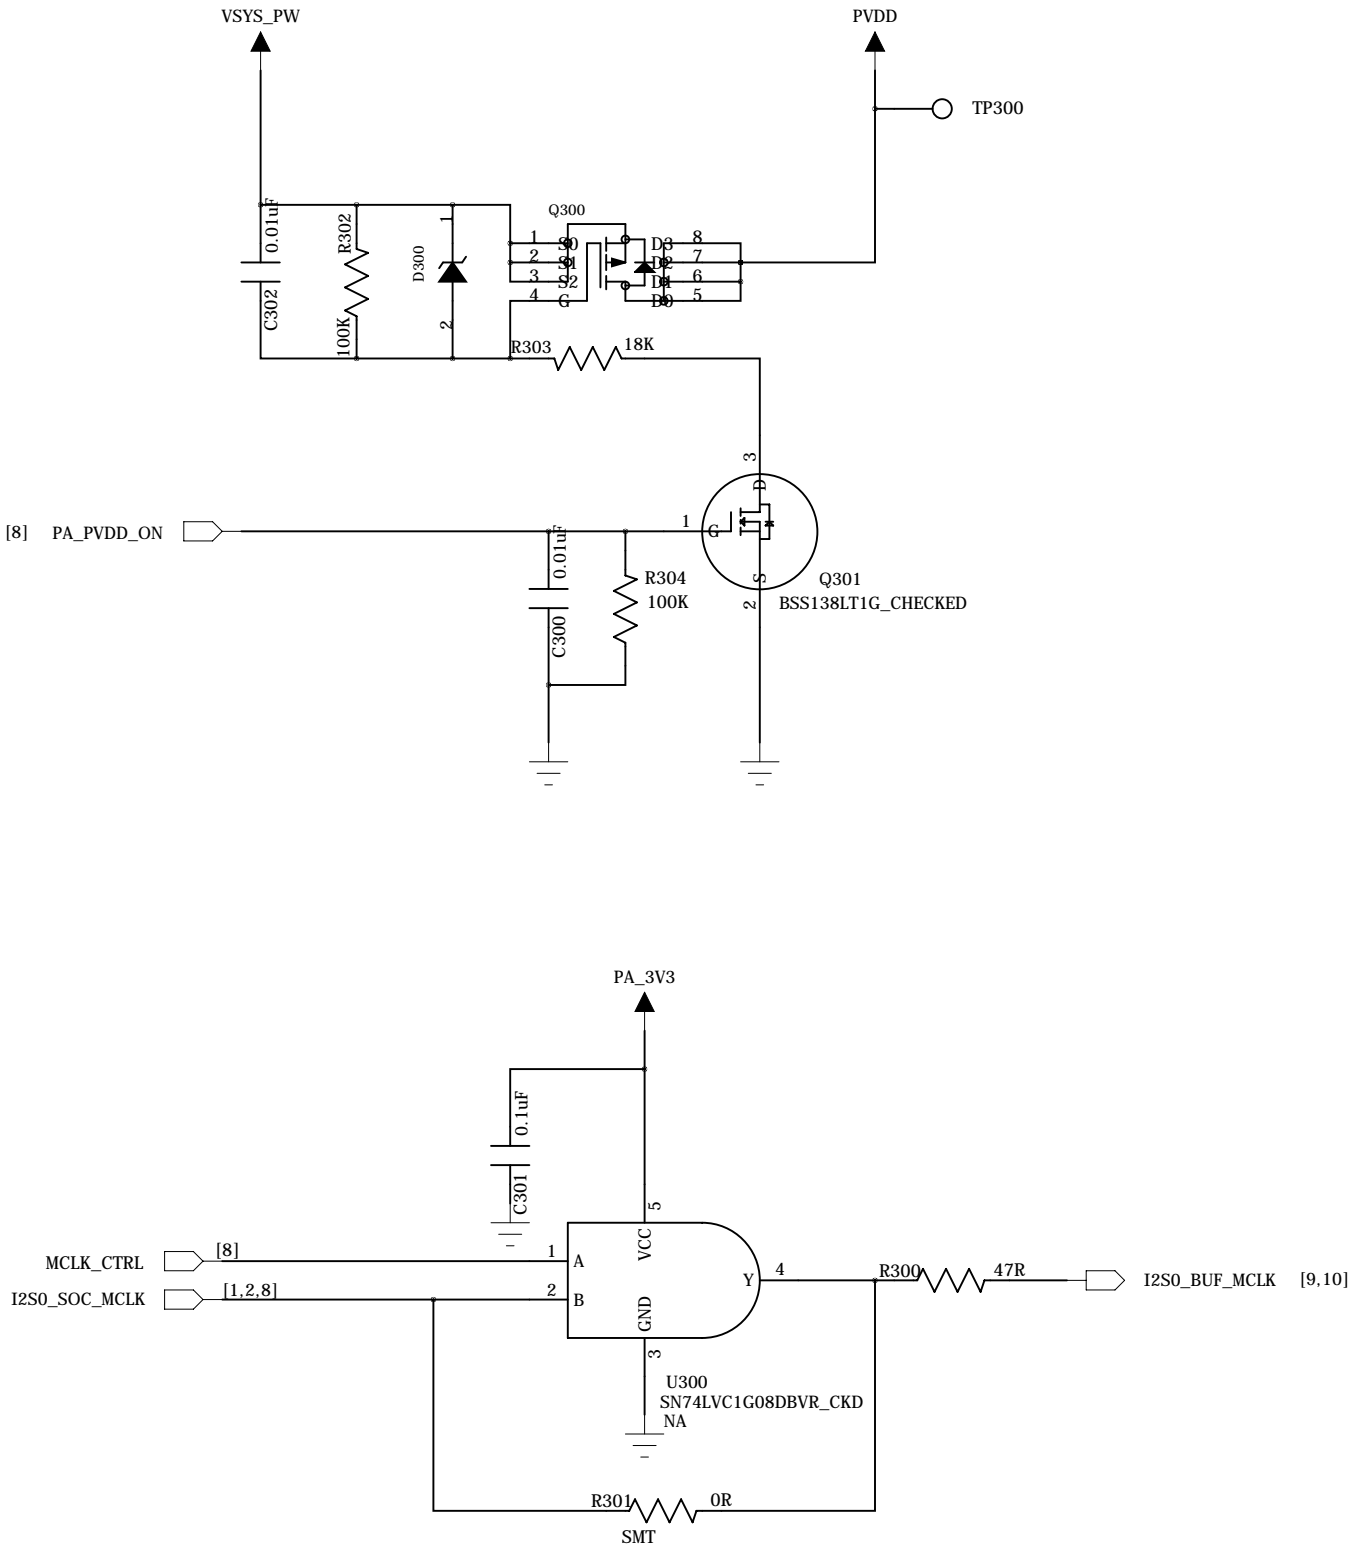 VSYS_PW
PVDD
TP300
0.01uF
C302
R302
100K
1
D300
2
Q300
1 S0
2 S1
3 S2
4 G
D3 8
D2 7
D1 6
D0 5
R303 18K
3
D
[8] PA_PVDD_ON
1 G
0.01uF
C300
R304
100K
S
2
Q301
BSS138LT1G_CHECKED
PA_3V3
0.1uF
C301
5
VCC
MCLK_CTRL [8] 1 A
I2S0_SOC_MCLK [1,2,8] 2 B
Y 4
R300 47R
I2S0_BUF_MCLK [9,10]
GND
3
U300
SN74LVC1G08DBVR_CKD
NA
R301 0R
SMT